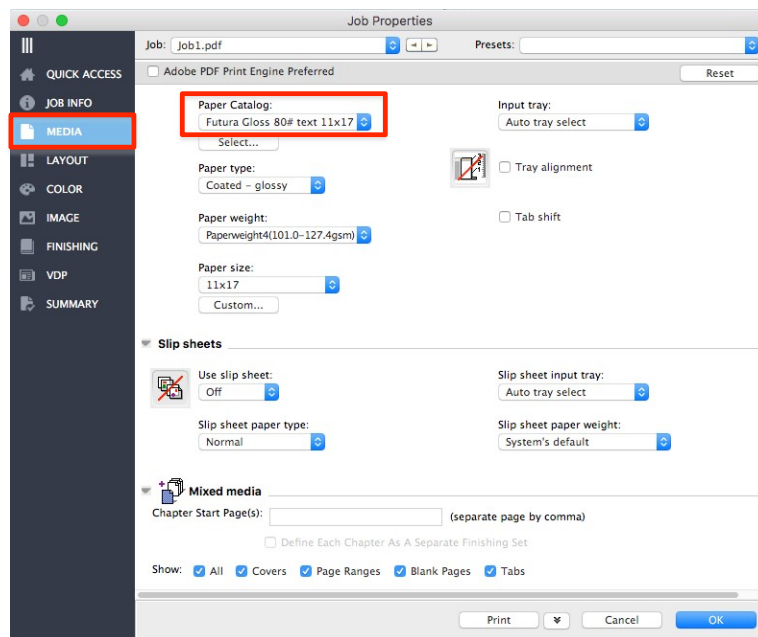 Job Properties
Job: Job1.pdf Presets:
QUICK ACCESS
JOB INFO
MEDIA
LAYOUT
COLOR
IMAGE
FINISHING
VDP
SUMMARY
Adobe PDF Print Engine Preferred Reset
Paper Catalog: Input tray:
Futura Gloss 80# text 11x17 Auto tray select
Select...
Paper type: Tray alignment
Coated – glossy
Paper weight: Tab shift
Paperweight4(101.0–127.4gsm)
Paper size:
11x17
Custom...
Slip sheets
Use slip sheet: Slip sheet input tray:
Off Auto tray select
Slip sheet paper type: Slip sheet paper weight:
Normal System's default
Mixed media
Chapter Start Page(s): (separate page by comma)
Define Each Chapter As A Separate Finishing Set
Show: All Covers Page Ranges Blank Pages Tabs
Print Cancel OK